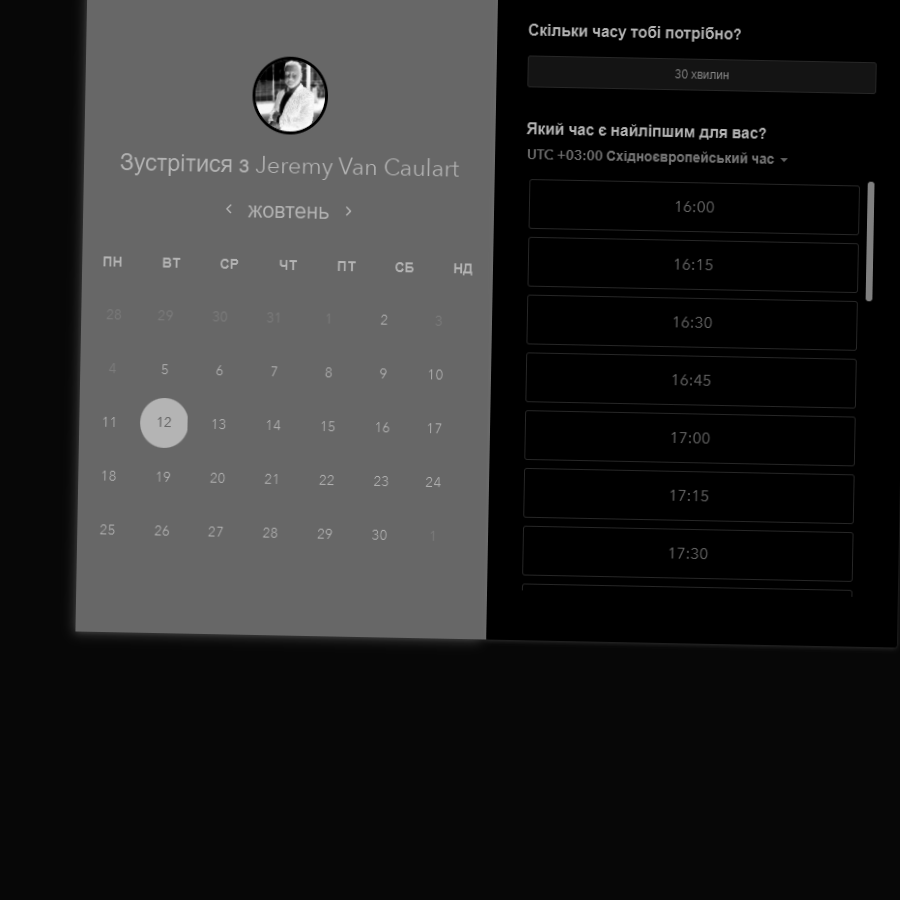 Зустрітися з Jeremy Van Caulart
жовтень
ПН ВТ СР ЧТ ПТ СБ НД
28 29 30 31 1 2 3
4 5 6 7 8 9 10
11 12 13 14 15 16 17
18 19 20 21 22 23 24
25 26 27 28 29 30 1
Скільки часу тобі потрібно?
30 хвилин
Який час є найліпшим для вас?
UTC +03:00 Східноєвропейський час
16:00
16:15
16:30
16:45
17:00
17:15
17:30